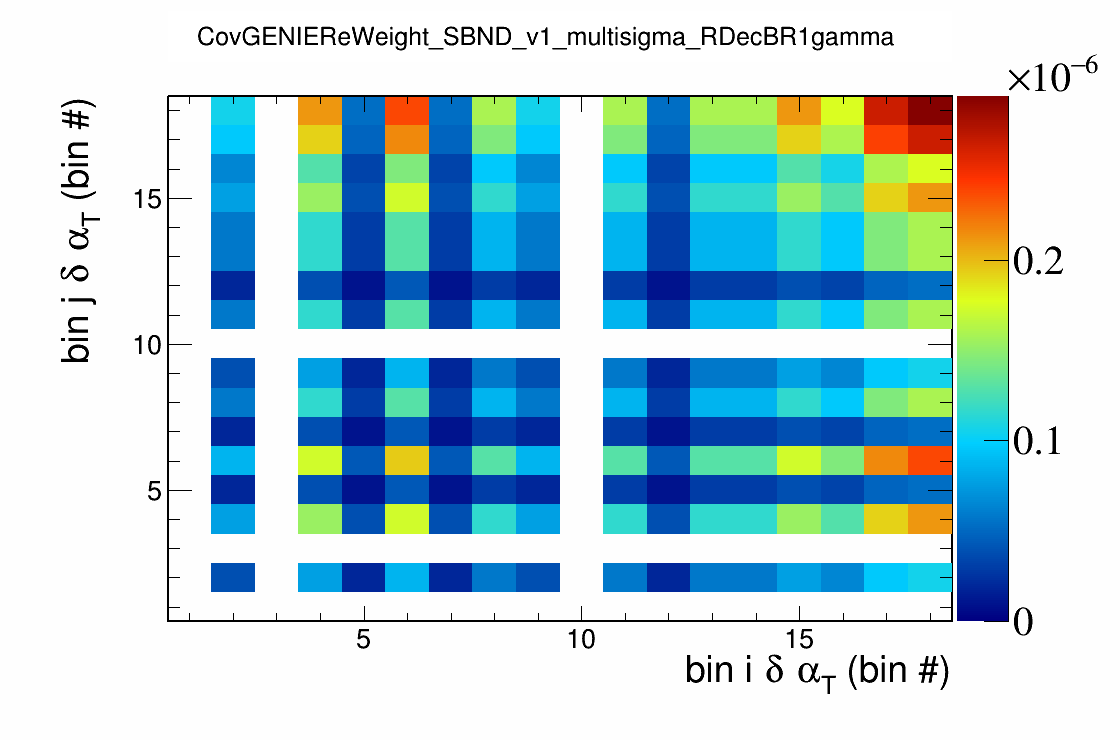 CovGENIEReWeight_SBND_v1_multisigma_RDecBR1gamma
×10⁻⁶
bin j δ α_T (bin #)
15
10
5
5 10 15
bin i δ α_T (bin #)
0.2
0.1
0